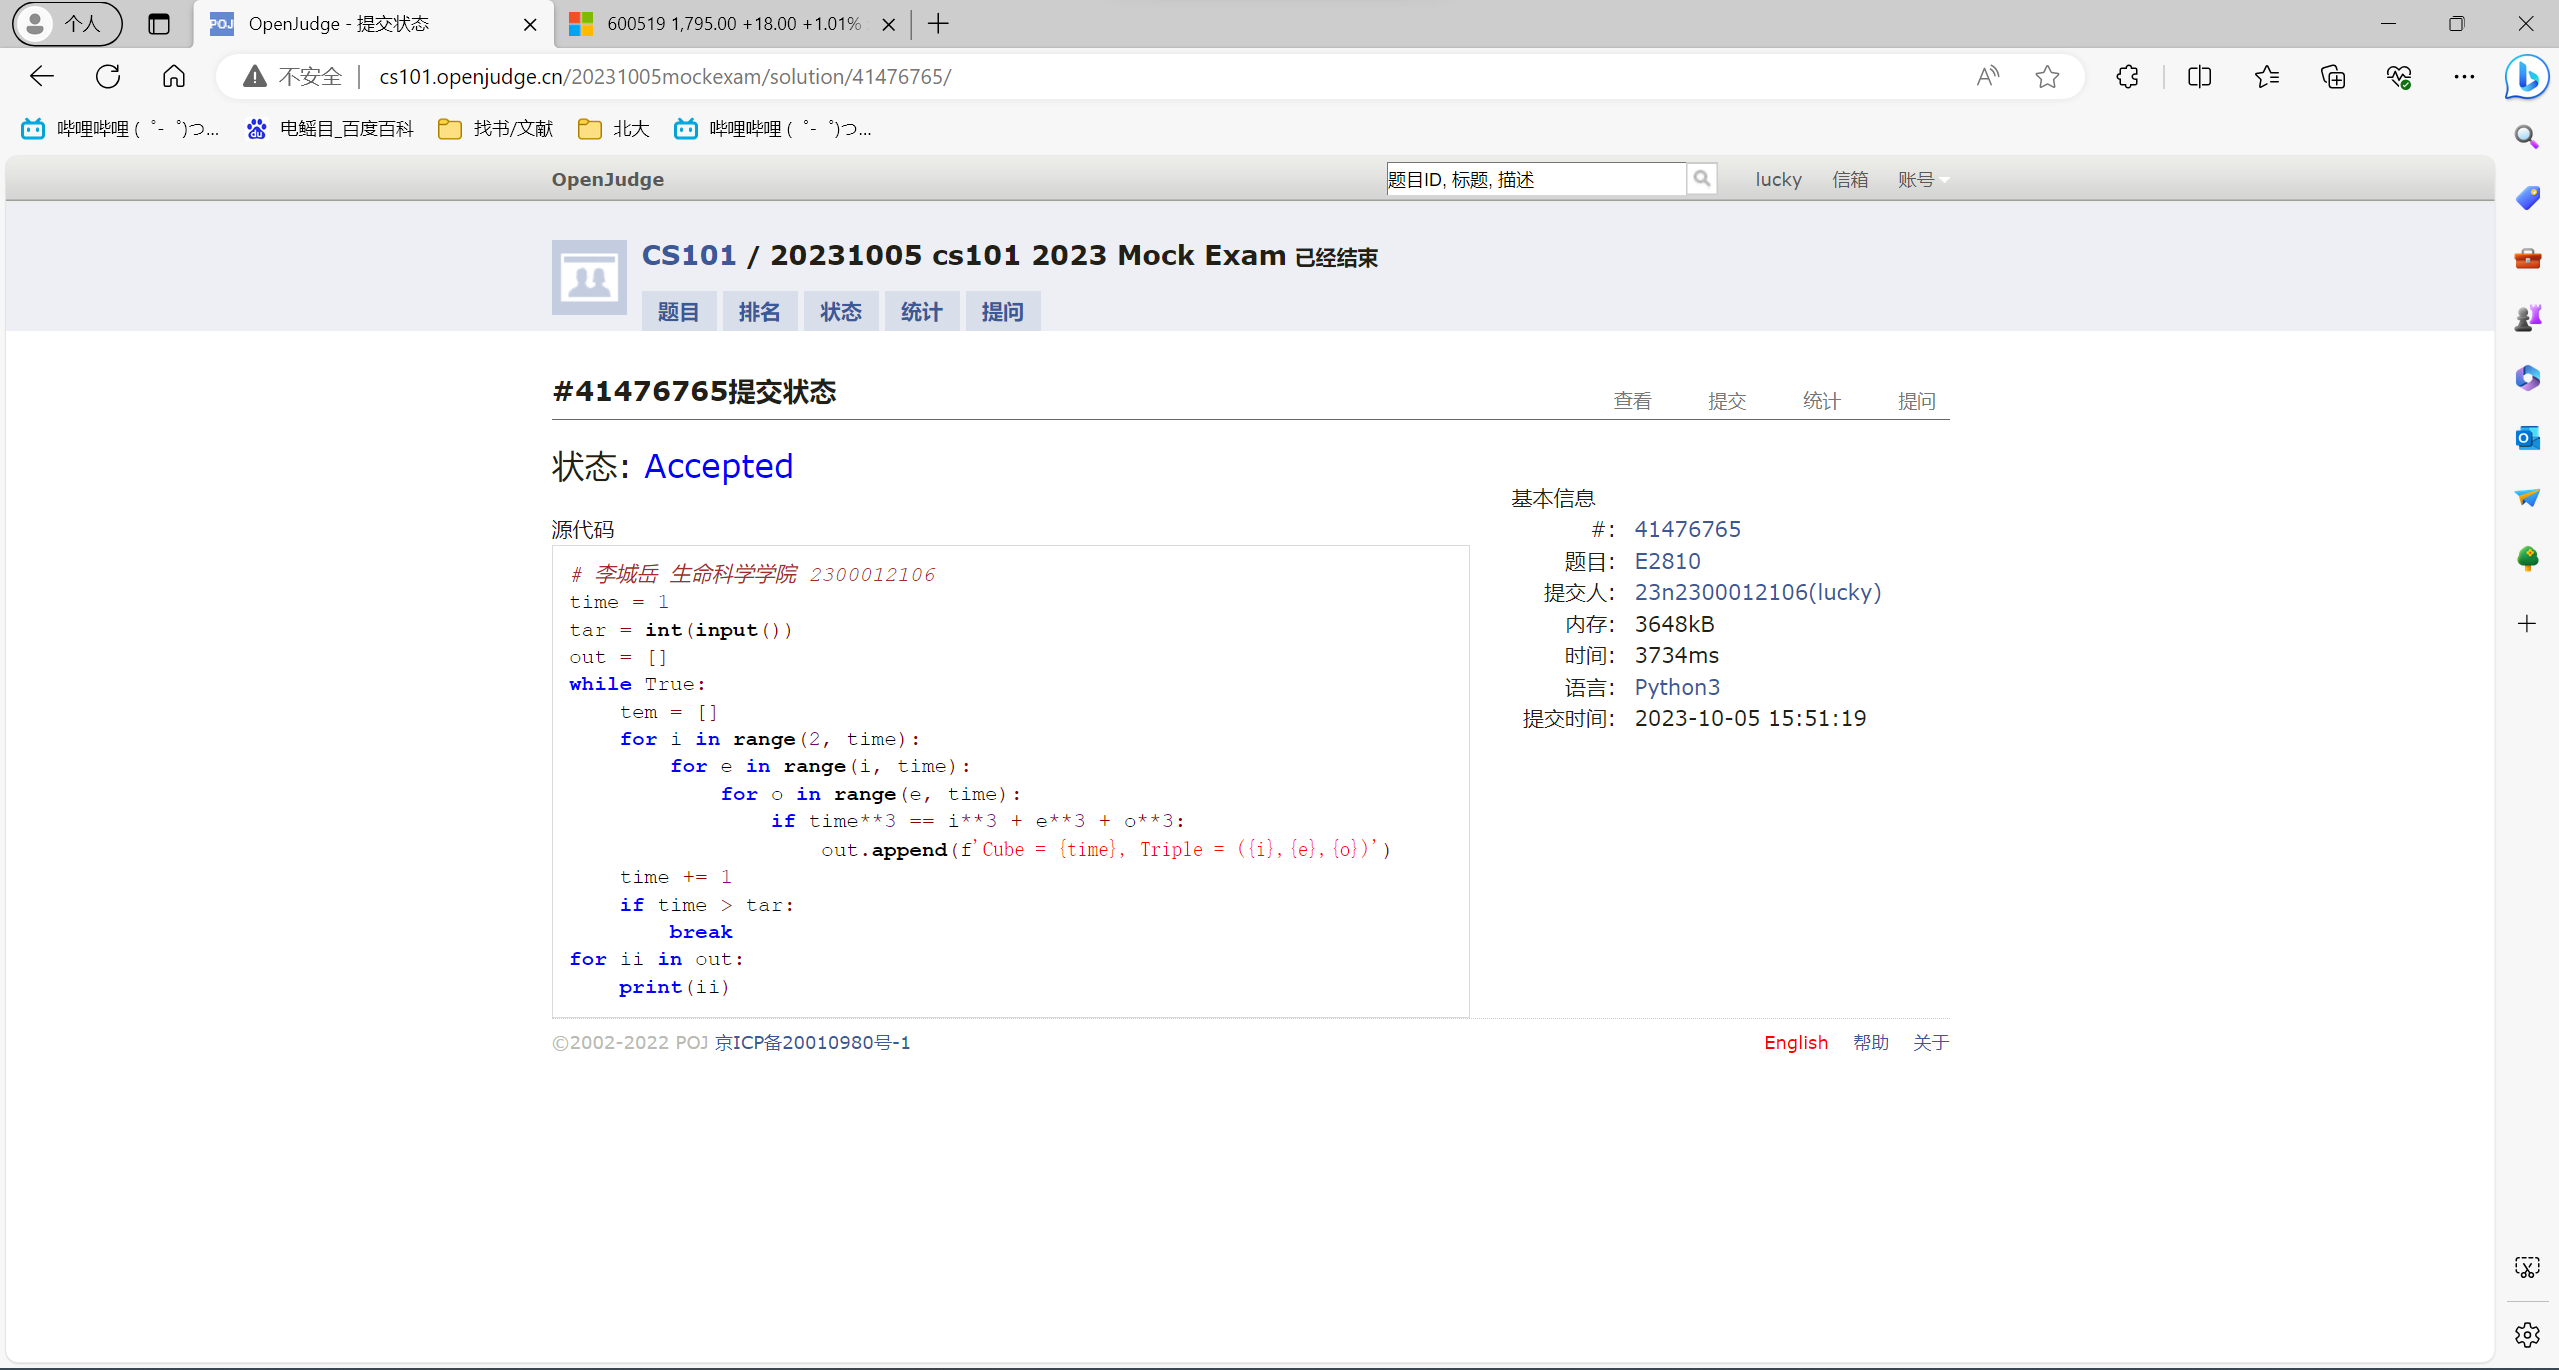 个人
OpenJudge - 提交状态
600519 1,795.00 +18.00 +1.01%
不安全 | cs101.openjudge.cn/20231005mockexam/solution/41476765/
哔哩哔哩 (゜-゜)つ...
电鳐目_百度百科
找书/文献
北大
哔哩哔哩 (゜-゜)つ...
OpenJudge
题目ID, 标题, 描述
lucky 信箱 账号
CS101 / 20231005 cs101 2023 Mock Exam 已经结束
题目 排名 状态 统计 提问
#41476765提交状态
查看 提交 统计 提问
状态: Accepted
源代码
# 李城岳 生命科学学院 2300012106
time = 1
tar = int(input())
out = []
while True:
    tem = []
    for i in range(2, time):
        for e in range(i, time):
            for o in range(e, time):
                if time**3 == i**3 + e**3 + o**3:
                    out.append(f'Cube = {time}, Triple = ({i},{e},{o})')
    time += 1
    if time > tar:
        break
for ii in out:
    print(ii)
基本信息
#: 41476765
题目: E2810
提交人: 23n2300012106(lucky)
内存: 3648kB
时间: 3734ms
语言: Python3
提交时间: 2023-10-05 15:51:19
©2002-2022 POJ 京ICP备20010980号-1
English 帮助 关于